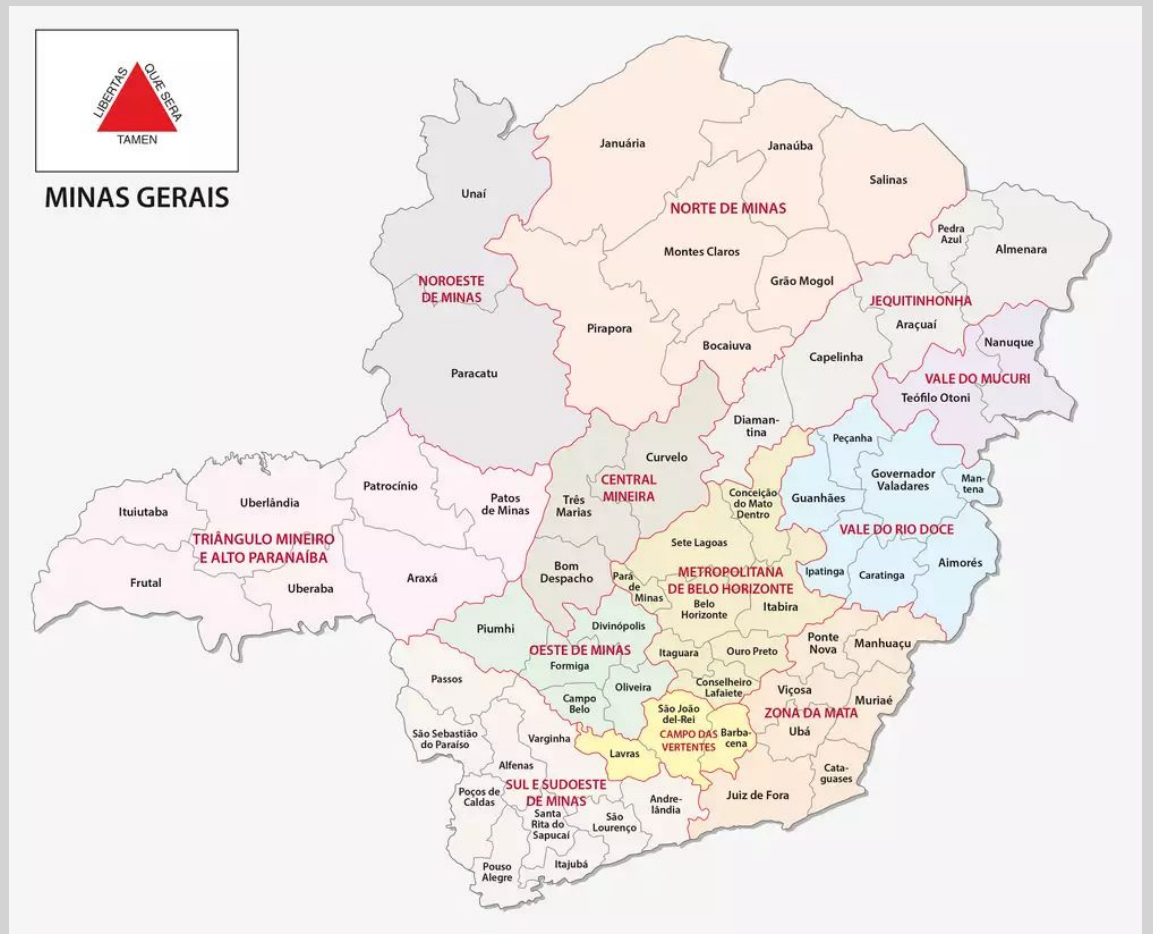 LIBERTAS
QUÆ SERA
TAMEN
MINAS GERAIS
Januária
Janaúba
Salinas
Unaí
NORTE DE MINAS
Pedra
Azul
Almenara
Montes Claros
Grão Mogol
NOROESTE
DE MINAS
JEQUITINHONHA
Araçuaí
Pirapora
Bocaiuva
Capelinha
Nanuque
Paracatu
VALE DO MUCURI
Teófilo Otoni
Diaman-
tina
Peçanha
Curvelo
Governador
Valadares
Man-
tena
Patrocínio
Patos
de Minas
Três
Marias
CENTRAL
MINEIRA
Conceição
do Mato
Dentro
Guanhães
Uberlândia
Ituiutaba
VALE DO RIO DOCE
TRIÂNGULO MINEIRO
E ALTO PARANAÍBA
Sete Lagoas
Aimorés
Frutal
Uberaba
Araxá
Bom
Despacho
Pará
de
Minas
METROPOLITANA
DE BELO HORIZONTE
Ipatinga
Caratinga
Belo
Horizonte
Itabira
Piumhi
Divinópolis
OESTE DE MINAS
Formiga
Itaguara
Ouro Preto
Ponte
Nova
Manhuaçu
Passos
Campo
Belo
Oliveira
Conselheiro
Lafaiete
Viçosa
Muriaé
São João
del-Rei
ZONA DA MATA
São Sebastião
do Paraíso
Varginha
CAMPO DAS
VERTENTES
Barba-
cena
Ubá
Lavras
Alfenas
Cata-
guases
SUL E SUDOESTE
DE MINAS
Poços de
Caldas
Andre-
lândia
Juiz de Fora
Santa
Rita do
Sapucaí
São
Lourenço
Pouso
Alegre
Itajubá